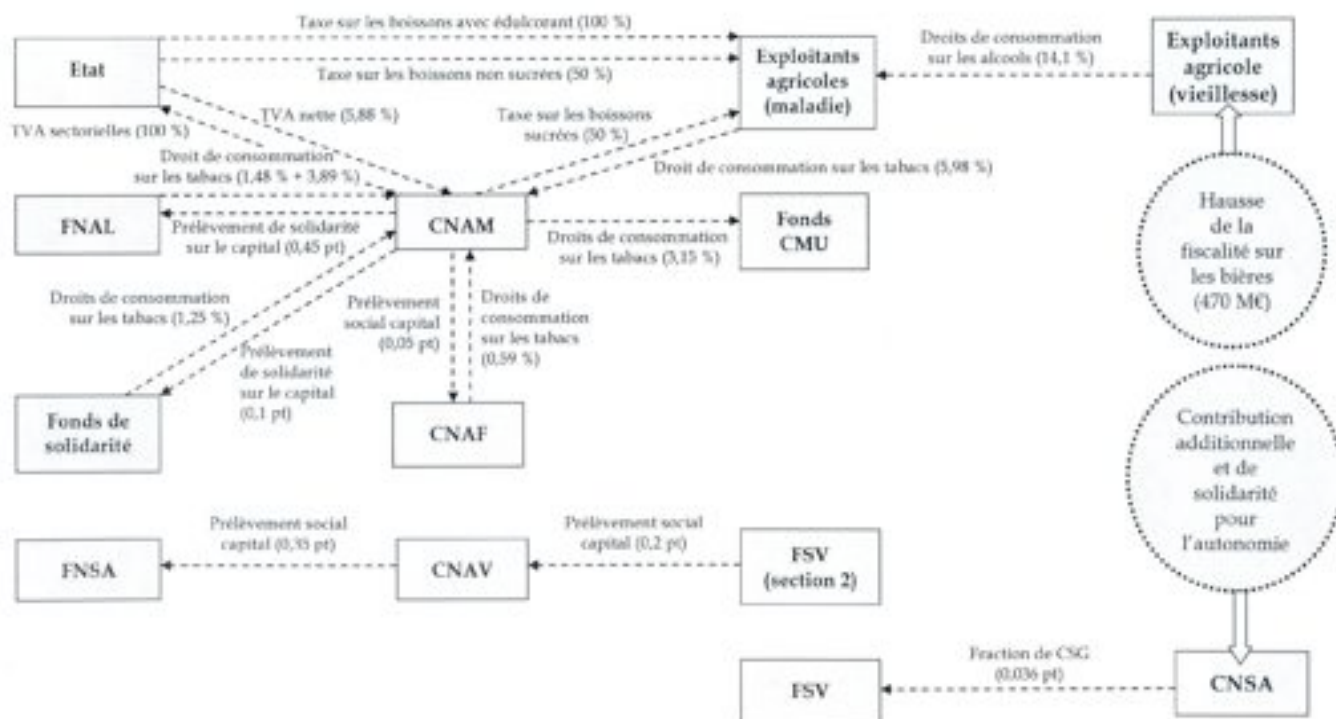 Taxe sur les boissons avec édulcorant (100 %)
Etat
Taxe sur les boissons non sucrées (50 %)
Exploitants
agricoles
(maladie)
Droits de consommation
sur les alcools (14,1 %)
Exploitants
agricole
(vieillesse)
TVA sectorielles (100 %)
TVA nette (5,88 %)
Taxe sur les boissons
sucrées (50 %)
Droit de consommation
sur les tabacs (1,48 % + 3,89 %)
Droit de consommation sur les tabacs (5,98 %)
FNAL
Prélèvement de solidarité
sur le capital (0,45 pt)
CNAM
Droits de consommation
sur les tabacs (3,15 %)
Fonds
CMU
Hausse
de la
fiscalité sur
les bières
(470 M€)
Droits de consommation
sur les tabacs (1,25 %)
Prélèvement
de solidarité
sur le capital
(0,1 pt)
Prélèvement
social capital
(0,05 pt)
Droits de
consommation
sur les tabacs
(0,59 %)
Fonds de
solidarité
CNAF
Contribution
additionnelle
et de
solidarité
pour
l'autonomie
FNSA
Prélèvement social
capital (0,35 pt)
CNAV
Prélèvement social
capital (0,2 pt)
FSV
(section 2)
FSV
Fraction de CSG
(0,036 pt)
CNSA